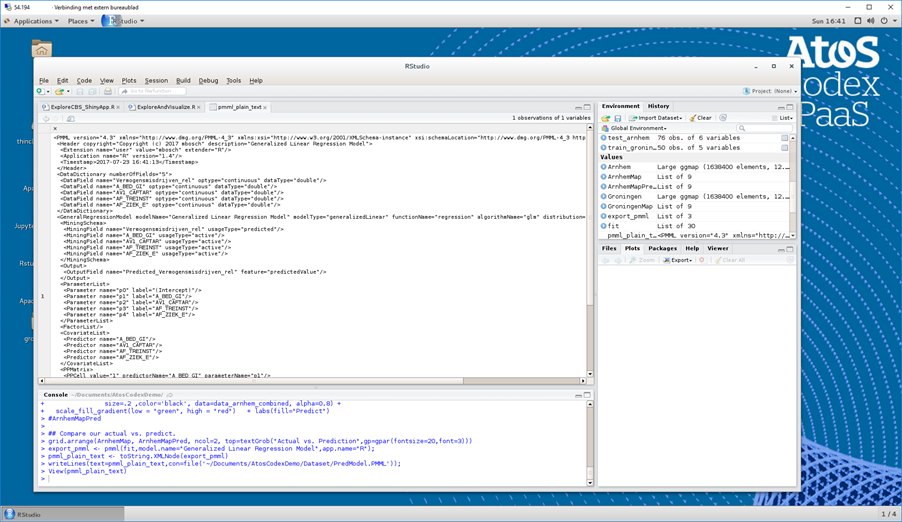 54.194 · Verbinding met extern bureaublad
Applications Places RStudio Sun 16:41
Atos
Codex
PaaS
RStudio
File Edit Code View Plots Session Build Debug Tools Help
Go to file/function
Project: (None)
ExploreCBS_ShinyApp.R × ExploreAndVisualize.R × pmml_plain_text ×
1 observations of 1 variables
x
<PMML version="4.3" xmlns="http://www.dmg.org/PMML-4_3" xmlns:xsi="http://www.w3.org/2001/XMLSchema-instance" xsi:schemaLocation="http://www.dmg.org/PMML-4_3 http
<Header copyright="Copyright (c) 2017 mbosch" description="Generalized Linear Regression Model">
<Extension name="user" value="mbosch" extender="R"/>
<Application name="R" version="1.4"/>
<Timestamp>2017-07-23 16:41:19</Timestamp>
</Header>
<DataDictionary numberOfFields="5">
<DataField name="Vermogensmisdrijven_rel" optype="continuous" dataType="double"/>
<DataField name="A_BED_GI" optype="continuous" dataType="double"/>
<DataField name="AV1_CAFTAR" optype="continuous" dataType="double"/>
<DataField name="AF_TREINST" optype="continuous" dataType="double"/>
<DataField name="AF_ZIEK_E" optype="continuous" dataType="double"/>
</DataDictionary>
<GeneralRegressionModel modelName="Generalized Linear Regression Model" modelType="generalizedLinear" functionName="regression" algorithmName="glm" distribution=
<MiningSchema>
<MiningField name="Vermogensmisdrijven_rel" usageType="predicted"/>
<MiningField name="A_BED_GI" usageType="active"/>
<MiningField name="AV1_CAFTAR" usageType="active"/>
<MiningField name="AF_TREINST" usageType="active"/>
<MiningField name="AF_ZIEK_E" usageType="active"/>
</MiningSchema>
<Output>
<OutputField name="Predicted_Vermogensmisdrijven_rel" feature="predictedValue"/>
</Output>
<ParameterList>
1 <Parameter name="p0" label="(Intercept)"/>
<Parameter name="p1" label="A_BED_GI"/>
<Parameter name="p2" label="AV1_CAFTAR"/>
<Parameter name="p3" label="AF_TREINST"/>
<Parameter name="p4" label="AF_ZIEK_E"/>
</ParameterList>
<FactorList/>
<CovariateList>
<Predictor name="A_BED_GI"/>
<Predictor name="AV1_CAFTAR"/>
<Predictor name="AF_TREINST"/>
<Predictor name="AF_ZIEK_E"/>
</CovariateList>
<PPMatrix>
<PPCell value="1" predictorName="A_BED_GI" parameterName="p1"/>
Console ~/Documents/AtosCodexDemo/
+ size=.2 ,color='black', data=data_arnhem_combined, alpha=0.8) +
+ scale_fill_gradient(low = "green", high = "red") + labs(fill="Predict")
> #ArnhemMapPred
>
> ## Compare our actual vs. predict.
> grid.arrange(ArnhemMap, ArnhemMapPred, ncol=2, top=textGrob("Actual vs. Prediction",gp=gpar(fontsize=20,font=3)))
> export_pmml <- pmml(fit,model.name="Generalized Linear Regression Model",app.name="R");
> pmml_plain_text <- toString.XMLNode(export_pmml)
> writeLines(text=pmml_plain_text,con=file('~/Documents/AtosCodexDemo/Dataset/PredModel.PMML'));
> View(pmml_plain_text)
>
Environment History
Import Dataset Clear List
Global Environment
test_arnhem 76 obs. of 6 variables
train_gronin… 50 obs. of 5 variables
Values
Arnhem Large ggmap (1638400 elements, 12.…
ArnhemMap List of 9
ArnhemMapPre… List of 9
Groningen Large ggmap (1638400 elements, 12.…
GroningenMap List of 9
export_pmml List of 3
fit List of 30
pmml_plain_t… <PMML version="4.3" xmlns="http://…
Files Plots Packages Help Viewer
Zoom Export Clear All
RStudio 1 / 4